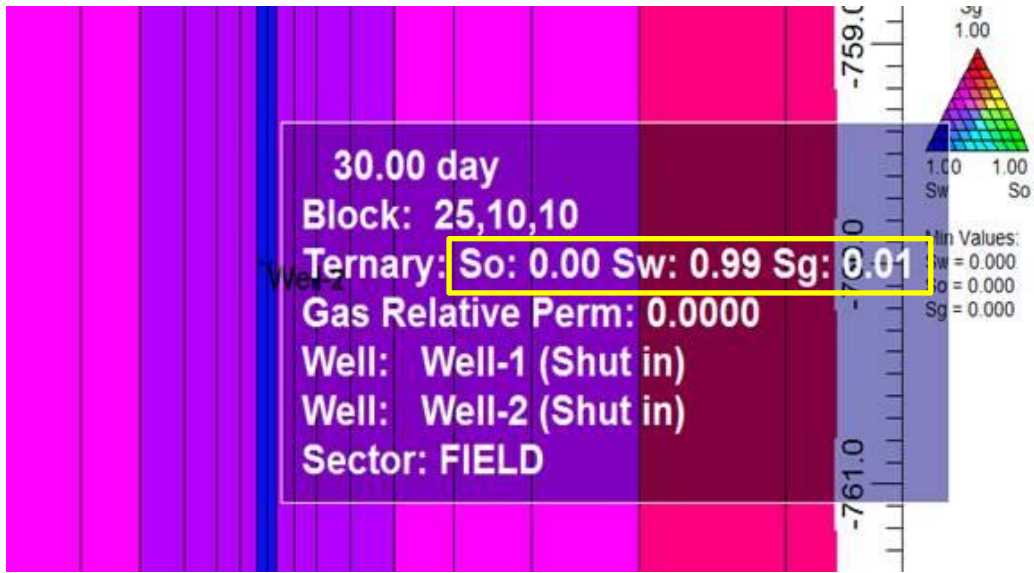 Sg
1.00
-759.0
30.00 day
Block: 25,10,10
Ternary: So: 0.00 Sw: 0.99 Sg: 0.01
Well-2
Gas Relative Perm: 0.0000
Well: Well-1 (Shut in)
Well: Well-2 (Shut in)
Sector: FIELD
1.00 1.00
Sw So
Min Values:
Sw = 0.000
So = 0.000
Sg = 0.000
-760.0
-761.0